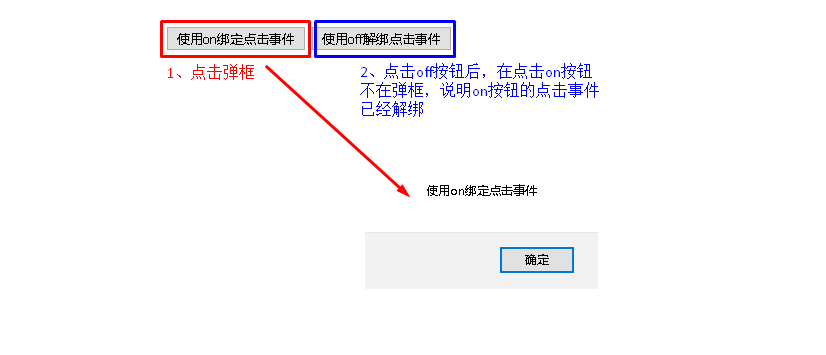 使用on绑定点击事件
使用off解绑点击事件
1、点击弹框
2、点击off按钮后，在点击on按钮
不在弹框，说明on按钮的点击事件
已经解绑
使用on绑定点击事件
确定